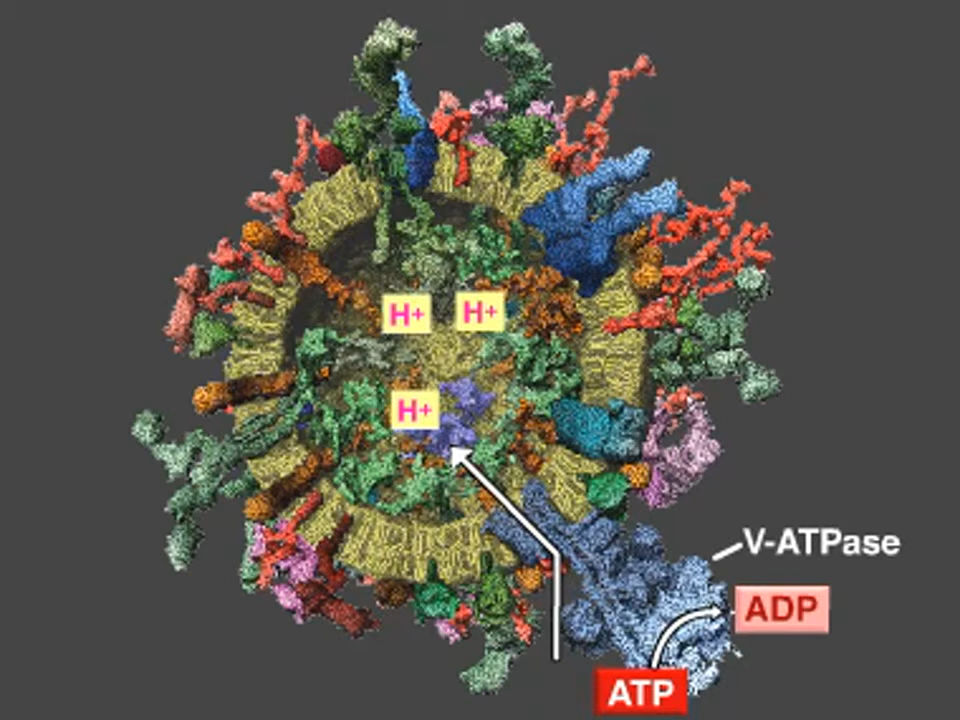 H+ H+
H+
V-ATPase
ADP
ATP